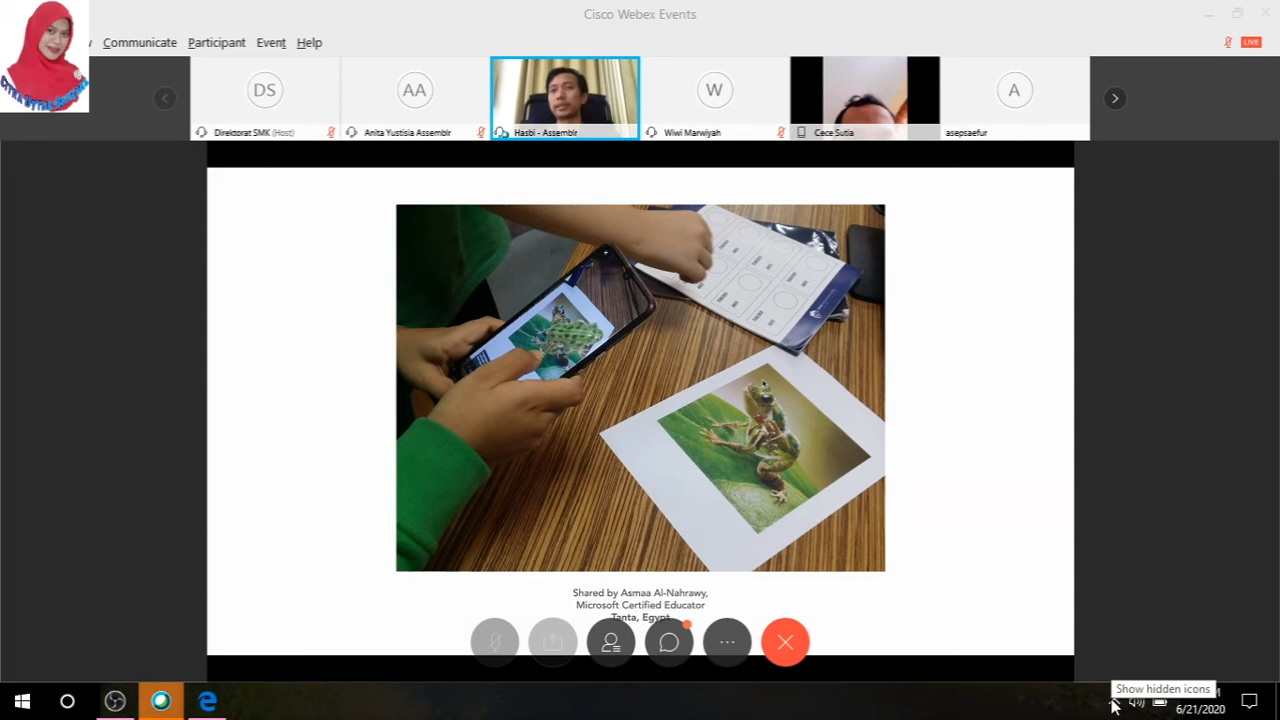 Cisco Webex Events
Communicate Participant Event Help
LIVE
DS
AA
W
A
Direktorat SMK (Host)
Anita Yustisia Assemblr
Hasbi - Assemblr
Wiwi Marwiyah
Cece Sutia
asepsaefur
Shared by Asmaa Al-Nahrawy,
Microsoft Certified Educator
Tanta, Egypt
Show hidden icons
6/21/2020